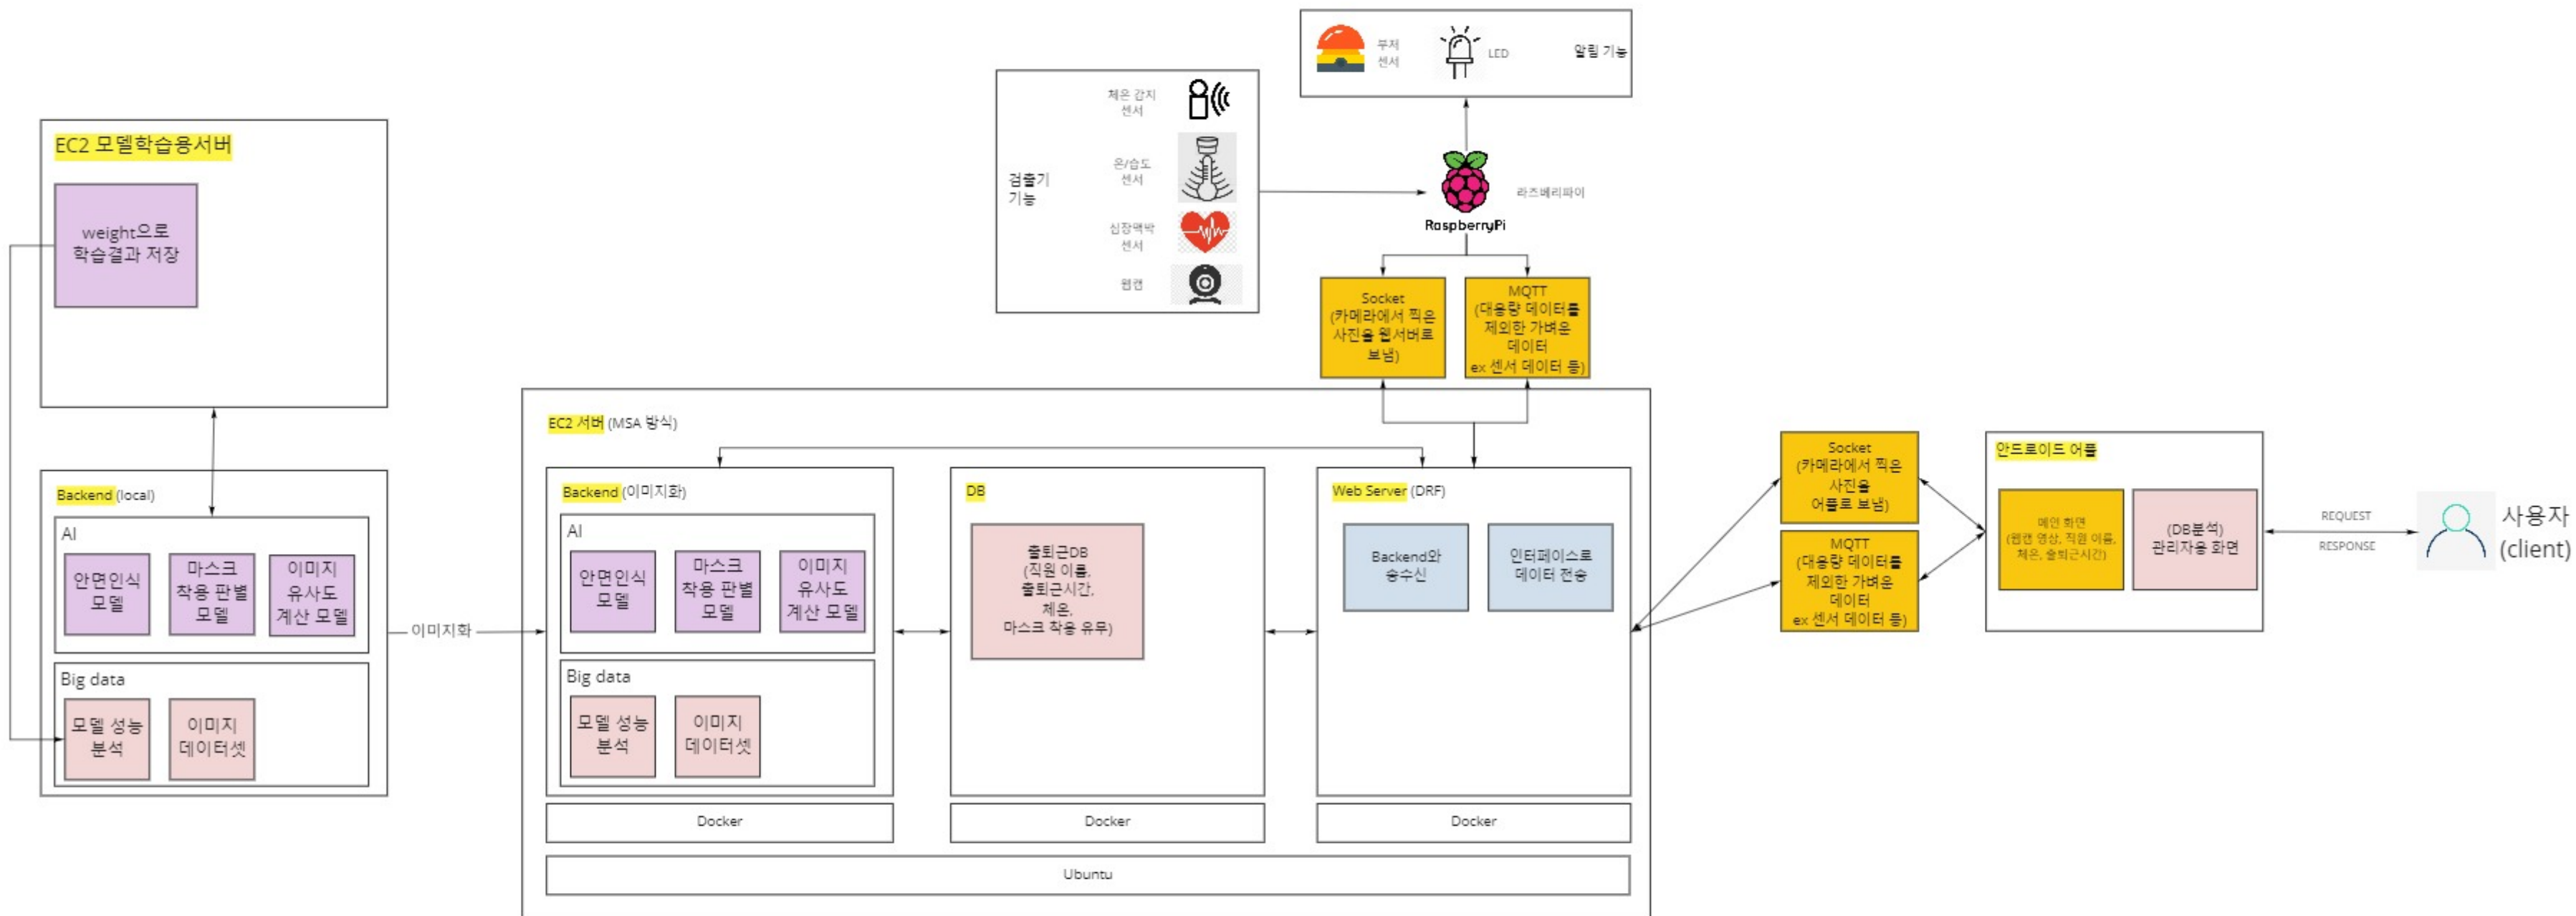 부저
센서
LED
알림 기능
체온 감지
센서
온/습도
센서
검출기
기능
심장맥박
센서
웹캠
RaspberryPi
라즈베리파이
EC2 모델학습용서버
weight으로
학습결과 저장
Socket
(카메라에서 찍은
사진을 웹서버로
보냄)
MQTT
(대용량 데이터를
제외한 가벼운
데이터
ex 센서 데이터 등)
Backend (local)
AI
안면인식
모델
마스크
착용 판별
모델
이미지
유사도
계산 모델
Big data
모델 성능
분석
이미지
데이터셋
이미지화
EC2 서버 (MSA 방식)
Backend (이미지화)
AI
안면인식
모델
마스크
착용 판별
모델
이미지
유사도
계산 모델
Big data
모델 성능
분석
이미지
데이터셋
Docker
DB
출퇴근DB
(직원 이름,
출퇴근시간,
체온,
마스크 착용 유무)
Docker
Web Server (DRF)
Backend와
송수신
인터페이스로
데이터 전송
Docker
Ubuntu
Socket
(카메라에서 찍은
사진을
어플로 보냄)
MQTT
(대용량 데이터를
제외한 가벼운
데이터
ex 센서 데이터 등)
안드로이드 어플
메인 화면
(웹캠 영상, 직원 이름,
체온, 출퇴근시간)
(DB분석)
관리자용 화면
REQUEST
RESPONSE
사용자
(client)